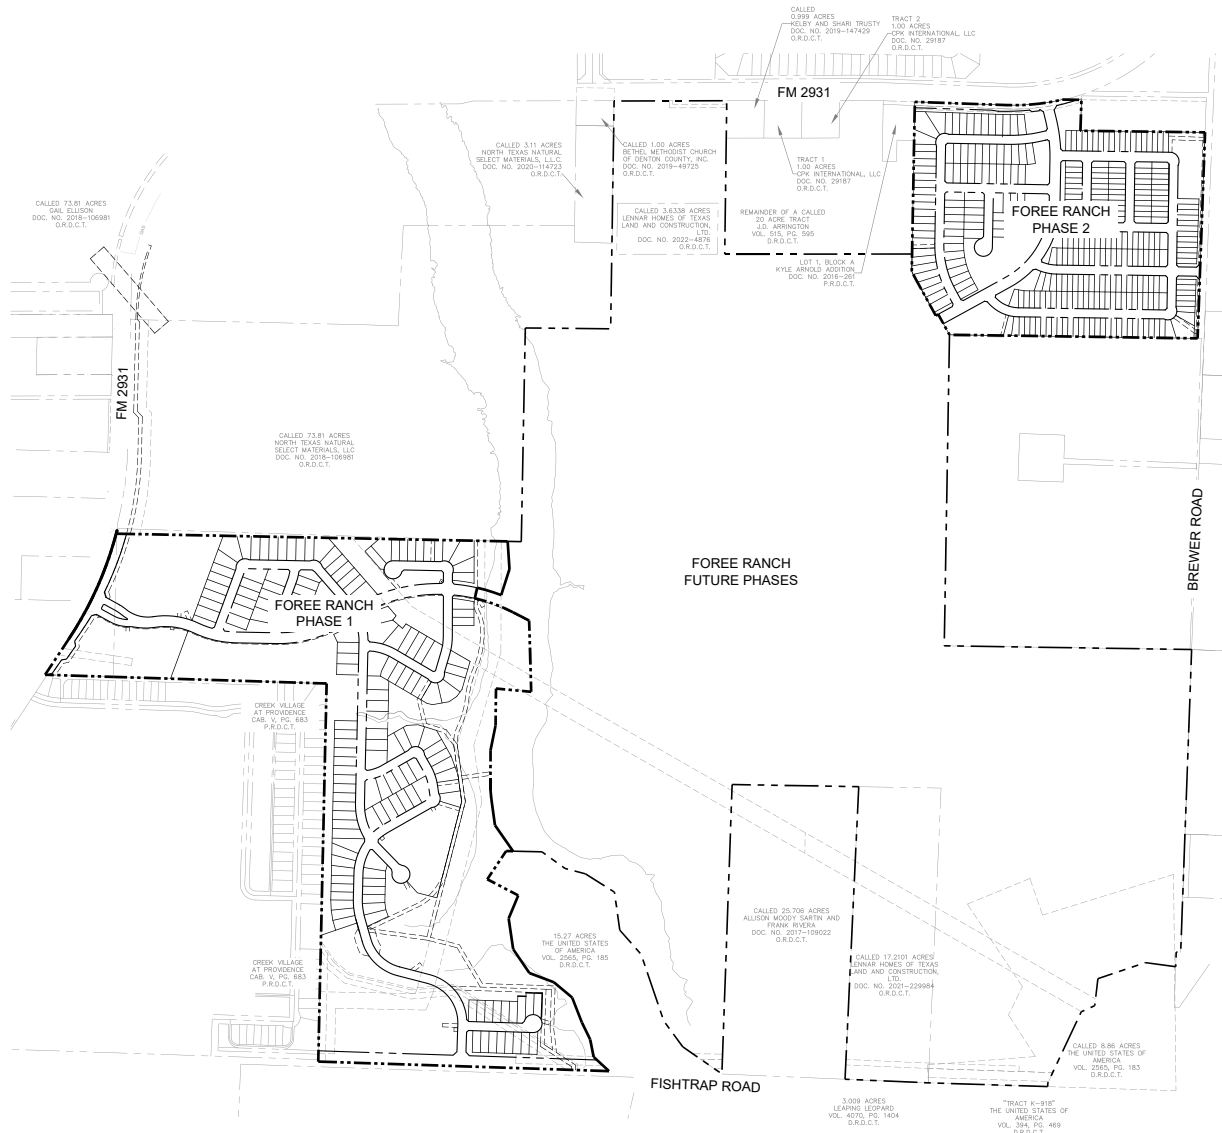 CALLED
0.999 ACRES
KELBY AND SHARI TRUSTY
DOC. NO. 2019-147429
O.R.D.C.T.
TRACT 2
1.00 ACRES
CPK INTERNATIONAL, LLC
DOC. NO. 29187
O.R.D.C.T.
FM 2931
CALLED 3.11 ACRES
NORTH TEXAS NATURAL
SELECT MATERIALS, L.L.C.
DOC. NO. 2020-114723
O.R.D.C.T.
CALLED 1.00 ACRES
BETHEL METHODIST CHURCH
OF DENTON COUNTY, INC.
DOC. NO. 2019-49725
O.R.D.C.T.
TRACT 1
1.00 ACRES
CPK INTERNATIONAL, LLC
DOC. NO. 29187
O.R.D.C.T.
CALLED 73.81 ACRES
GAIL ELLISON
DOC. NO. 2018-106981
O.R.D.C.T.
CALLED 3.6338 ACRES
LENNAR HOMES OF TEXAS
LAND AND CONSTRUCTION,
LTD.
DOC. NO. 2022-4876
O.R.D.C.T.
REMAINDER OF A CALLED
20 ACRE TRACT
J.D. ARRINGTON
VOL. 515, PG. 595
D.R.D.C.T.
FOREE RANCH
PHASE 2
LOT 1, BLOCK A
KYLE ARNOLD ADDITION
DOC. NO. 2016-261
P.R.D.C.T.
FM 2931
CALLED 73.81 ACRES
NORTH TEXAS NATURAL
SELECT MATERIALS, LLC
DOC. NO. 2018-106981
O.R.D.C.T.
BREWER ROAD
FOREE RANCH
FUTURE PHASES
FOREE RANCH
PHASE 1
CREEK VILLAGE
AT PROVIDENCE
CAB. V, PG. 683
P.R.D.C.T.
CALLED 25.706 ACRES
ALLISON MOODY SARTIN AND
FRANK RIVERA
DOC. NO. 2017-109022
O.R.D.C.T.
15.27 ACRES
THE UNITED STATES
OF AMERICA
VOL. 2565, PG. 185
D.R.D.C.T.
CALLED 17.2101 ACRES
LENNAR HOMES OF TEXAS
LAND AND CONSTRUCTION,
LTD.
DOC. NO. 2021-229984
O.R.D.C.T.
CREEK VILLAGE
AT PROVIDENCE
CAB. V, PG. 683
P.R.D.C.T.
CALLED 8.86 ACRES
THE UNITED STATES OF
AMERICA
VOL. 2565, PG. 183
D.R.D.C.T.
FISHTRAP ROAD
3.009 ACRES
LEAPING LEOPARD
VOL. 4070, PG. 1404
D.R.D.C.T.
"TRACT K-918"
THE UNITED STATES OF
AMERICA
VOL. 394, PG. 469
D.R.D.C.T.